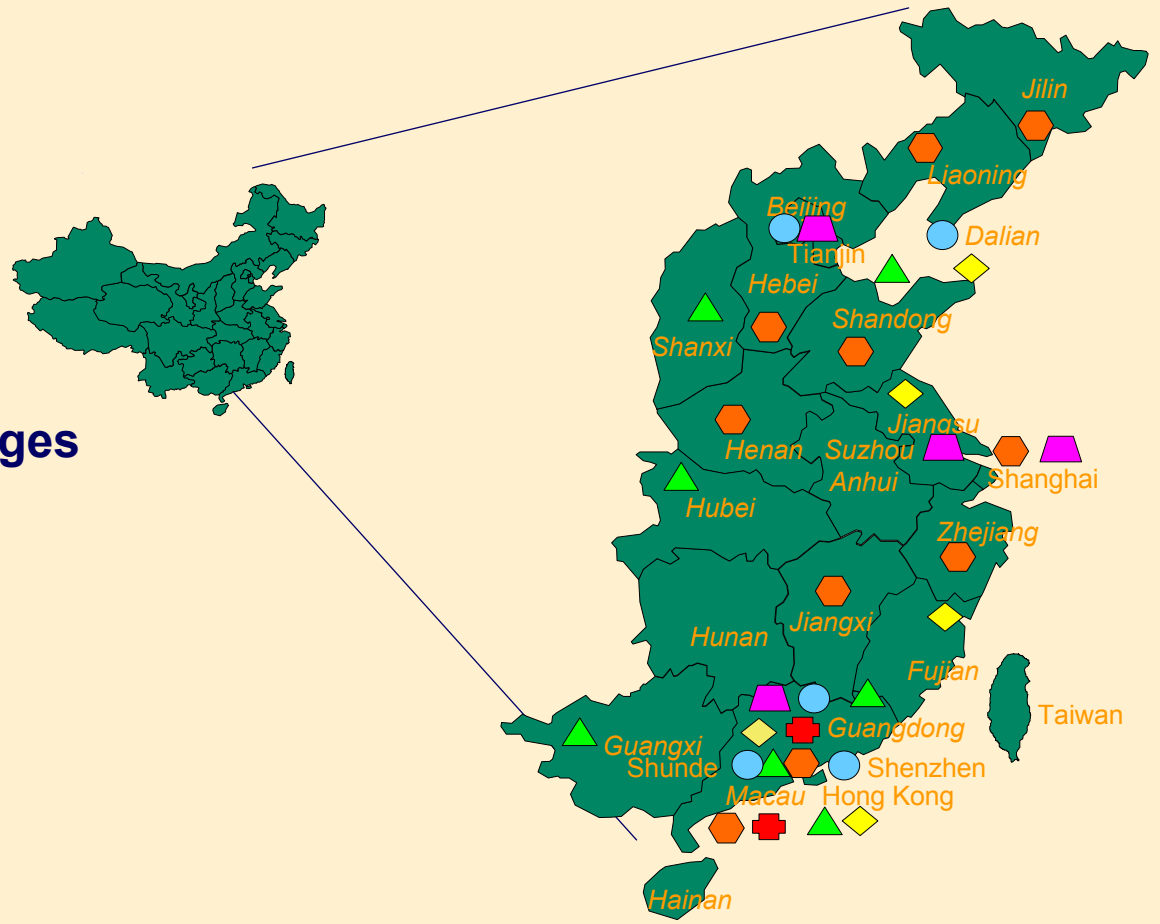 Jilin
Liaoning
Beijing
Dalian
Tianjin
Hebei
Shandong
Shanxi
Jiangsu
ges
Henan
Suzhou
Shanghai
Anhui
Hubei
Zhejiang
Jiangxi
Hunan
Fujian
Taiwan
Guangdong
Guangxi
Shunde
Shenzhen
Macau
Hong Kong
Hainan